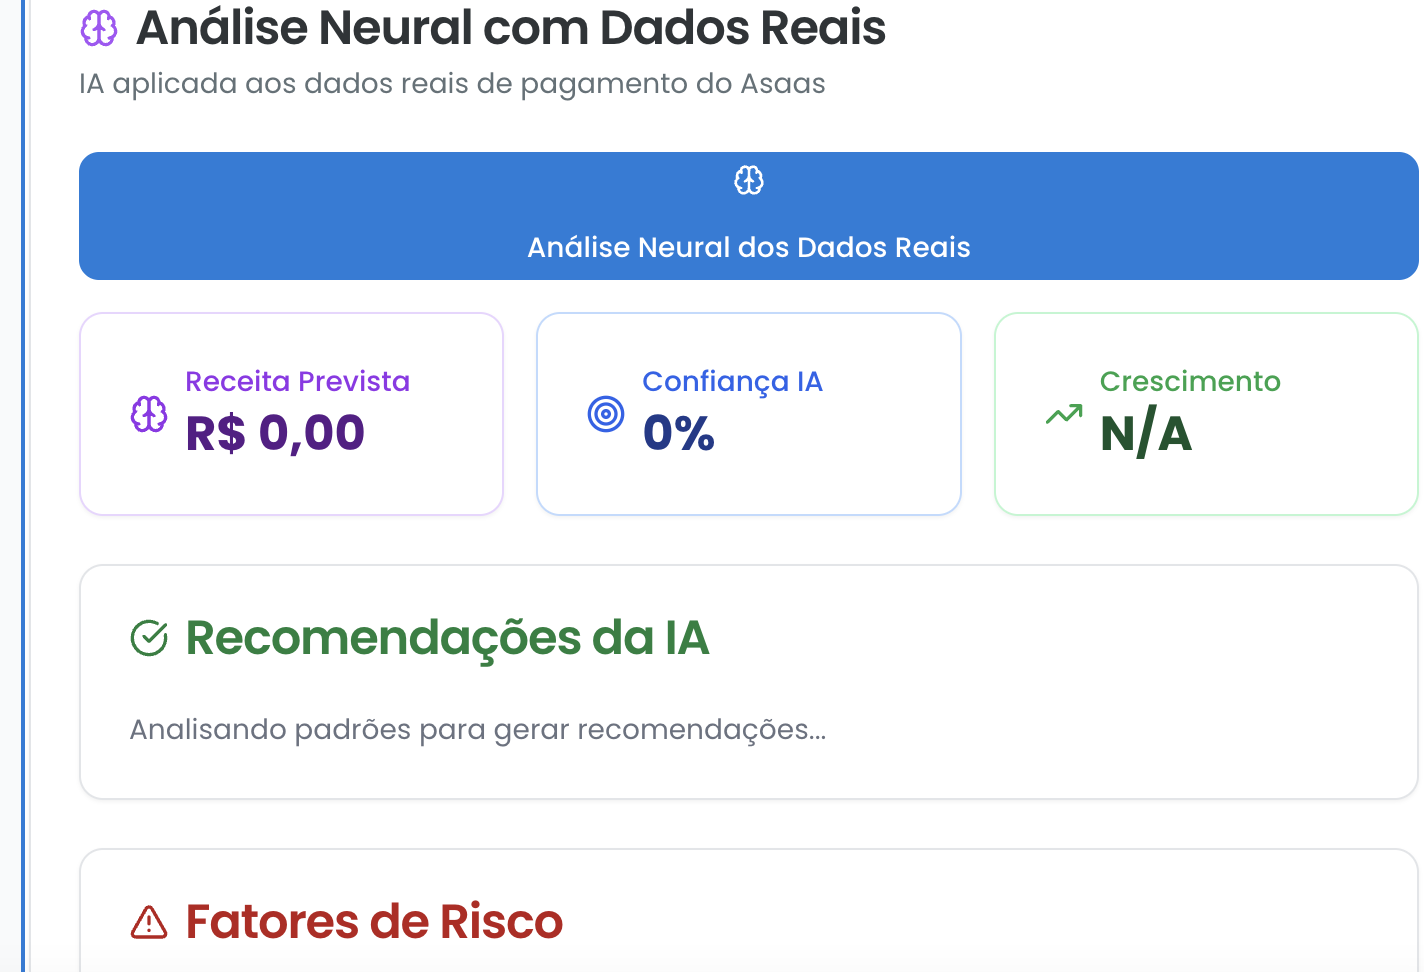 Análise Neural com Dados Reais
IA aplicada aos dados reais de pagamento do Asaas
Análise Neural dos Dados Reais
Receita Prevista
R$ 0,00
Confiança IA
0%
Crescimento
N/A
Recomendações da IA
Analisando padrões para gerar recomendações...
Fatores de Risco